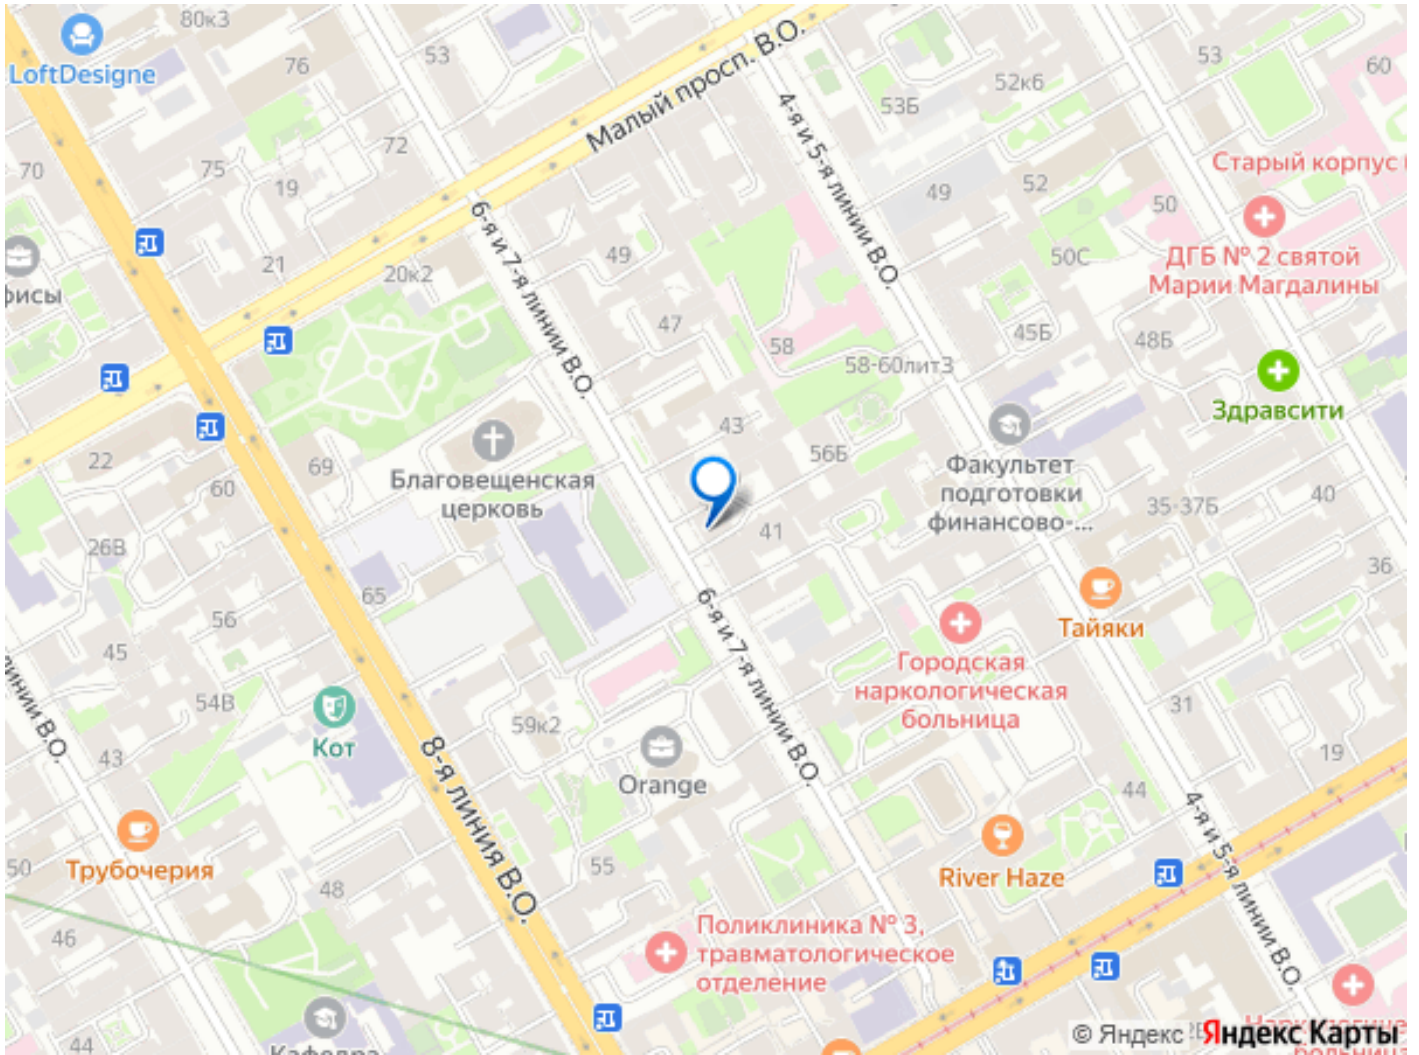 80к3
53
LoftDesigne
76
Малый просп. В.О.
53
60
52к6
53Б
4-я и 5-я линии В.О.
72
70
75
19
Старый корпус
52
49
50
6-я и 7-я линии В.О.
49
50С
ДГБ № 2 святой
Марии Магдалины
21
20к2
47
58
45Б
48Б
58-60литЗ
Здравсити
43
56Б
Факультет
подготовки
финансово-...
22
69
60
Благовещенская
церковь
40
35-37Б
41
26В
36
65
56
6-я и 7-я линии В.О.
Тайяки
Городская
наркологическая
больница
45
54В
31
линии В.О.
43
Кот
59к2
Orange
19
8-я линия В.О.
44
4-я и 5-я линии В.О.
Трубочерия
50
48
55
River Haze
46
Поликлиника № 3,
травматологическое
отделение
44
Кафедра
© Яндекс Яндекс Карты